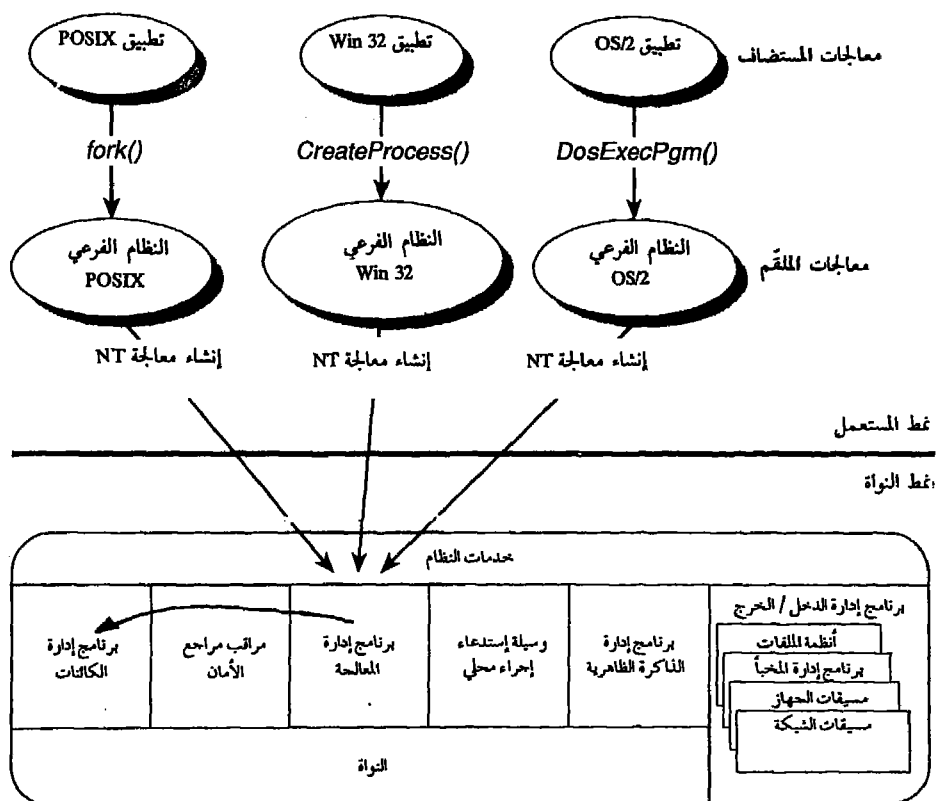 تطبيق POSIX
تطبيق Win 32
تطبيق OS/2
معالجات المستضاف
fork()
CreateProcess()
DosExecPgm()
النظام الفرعي
POSIX
النظام الفرعي
Win 32
النظام الفرعي
OS/2
معالجات الملقّم
إنشاء معالجة NT
إنشاء معالجة NT
إنشاء معالجة NT
نمط المستعمل
نمط النواة
خدمات النظام
برنامج إدارة الدخل / الخرج
أنظمة الملفات
برنامج إدارة المخبأ
مسيقات الجهاز
مسيقات الشبكة
برنامج إدارة
الذاكرة الظاهرية
وسيلة إستدعاء
إجراء محلي
برنامج إدارة
المعالجة
مراقب مراجع
الأمان
برنامج إدارة
الكائنات
النواة